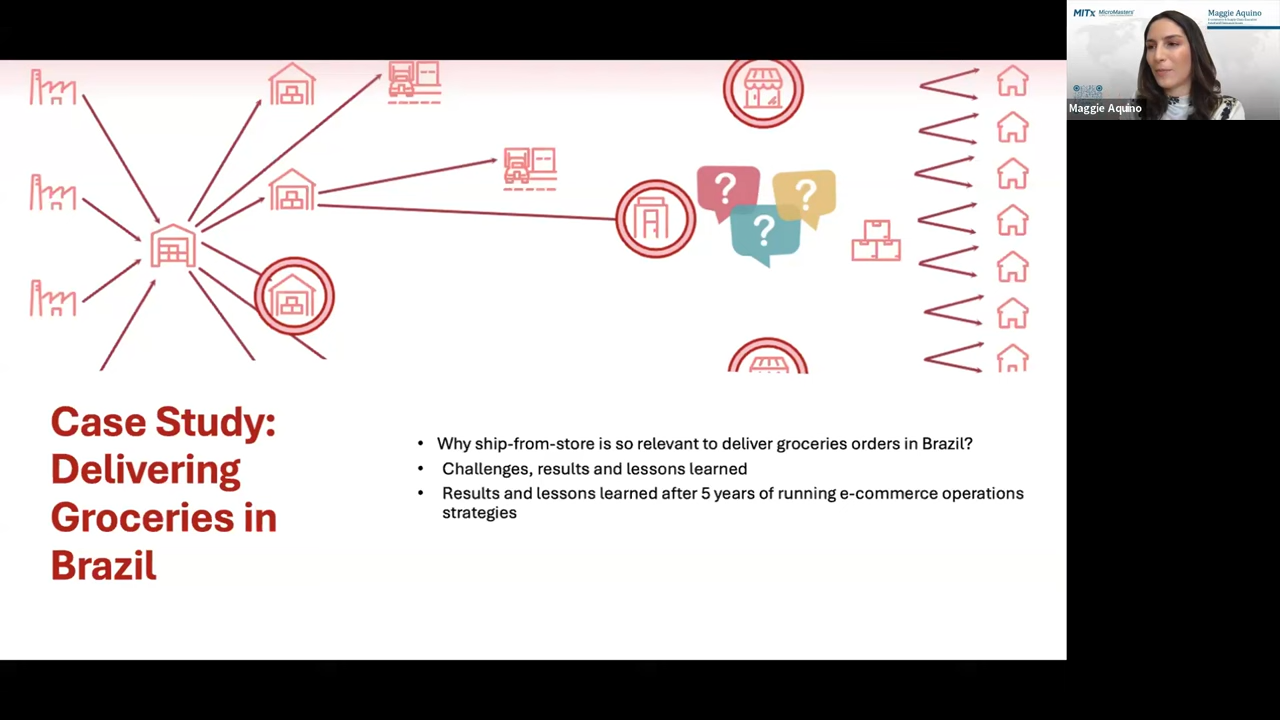 MITx MicroMasters
Maggie Aquino
Maggie Aquino
?
?
?
Case Study:
Delivering
Groceries in
Brazil
• Why ship-from-store is so relevant to deliver groceries orders in Brazil?
• Challenges, results and lessons learned
• Results and lessons learned after 5 years of running e-commerce operations
strategies